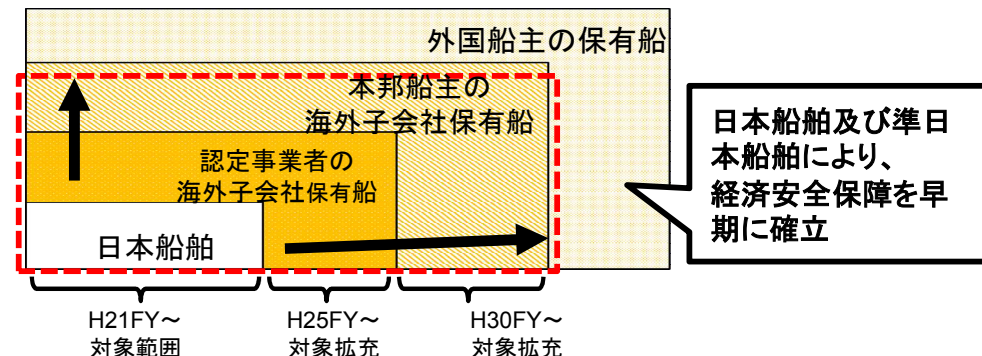 外国船主の保有船
本邦船主の
海外子会社保有船
認定事業者の
海外子会社保有船
日本船舶
日本船舶及び準日
本船舶により、
経済安全保障を早
期に確立
H21FY～
対象範囲
H25FY～
対象拡充
H30FY～
対象拡充